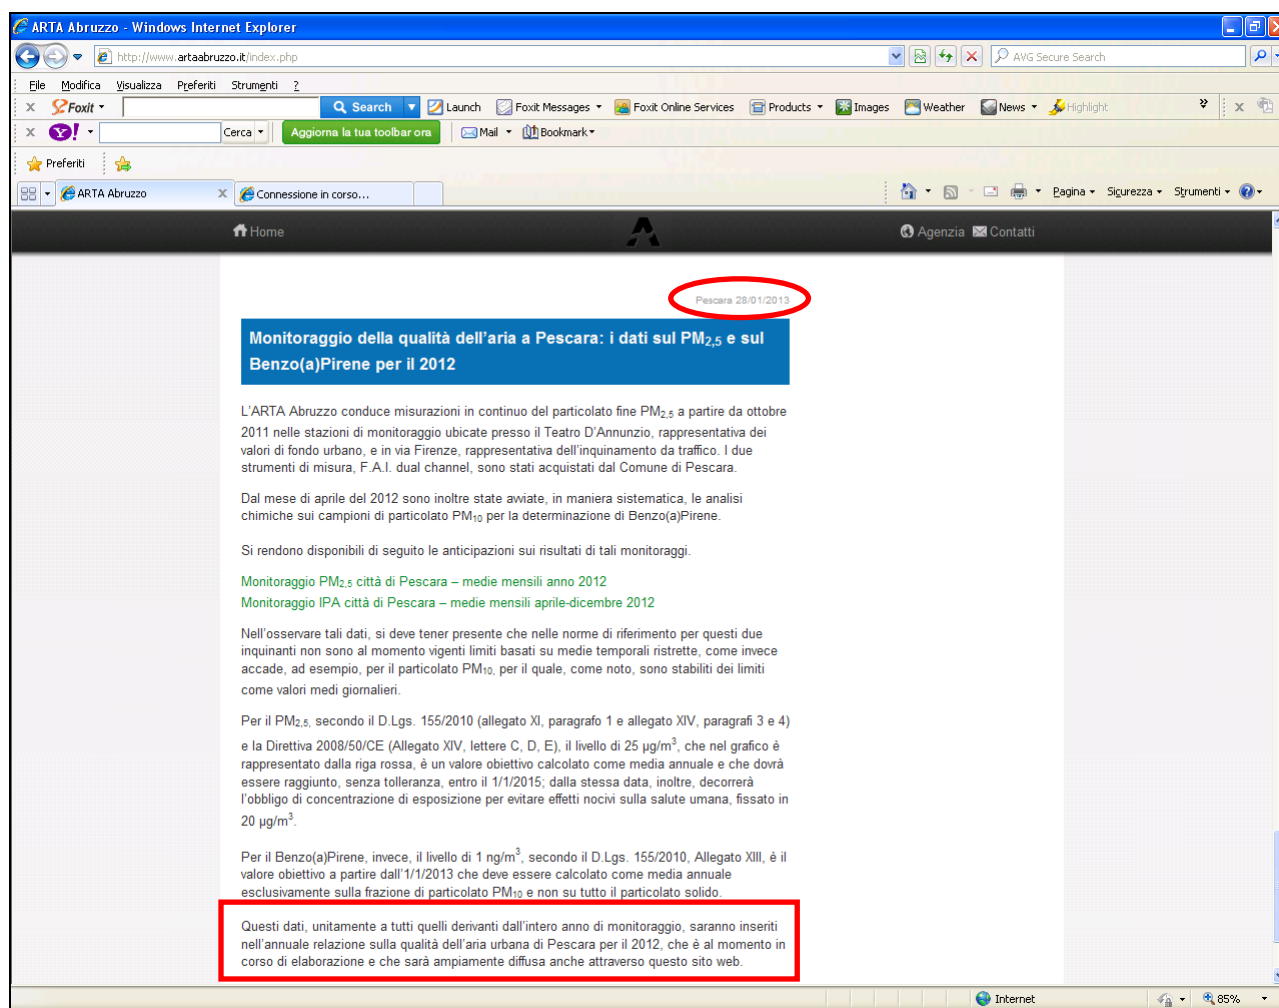 ARTA Abruzzo - Windows Internet Explorer
http://www.artaabruzzo.it/index.php
AVG Secure Search
File Modifica Visualizza Preferiti Strumenti ?
x Foxit Search Launch Foxit Messages Foxit Online Services Products Images Weather News Highlight x
x Y! Cerca Aggiorna la tua toolbar ora Mail Bookmark
Preferiti
ARTA Abruzzo x Connessione in corso... Pagina Sicurezza Strumenti
Home Agenzia Contatti
Pescara 28/01/2013
Monitoraggio della qualità dell'aria a Pescara: i dati sul PM2,5 e sul
Benzo(a)Pirene per il 2012
L'ARTA Abruzzo conduce misurazioni in continuo del particolato fine PM2,5 a partire da ottobre
2011 nelle stazioni di monitoraggio ubicate presso il Teatro D'Annunzio, rappresentativa dei
valori di fondo urbano, e in via Firenze, rappresentativa dell'inquinamento da traffico. I due
strumenti di misura, F.A.I. dual channel, sono stati acquistati dal Comune di Pescara.
Dal mese di aprile del 2012 sono inoltre state avviate, in maniera sistematica, le analisi
chimiche sui campioni di particolato PM10 per la determinazione di Benzo(a)Pirene.
Si rendono disponibili di seguito le anticipazioni sui risultati di tali monitoraggi.
Monitoraggio PM2,5 città di Pescara – medie mensili anno 2012
Monitoraggio IPA città di Pescara – medie mensili aprile-dicembre 2012
Nell'osservare tali dati, si deve tener presente che nelle norme di riferimento per questi due
inquinanti non sono al momento vigenti limiti basati su medie temporali ristrette, come invece
accade, ad esempio, per il particolato PM10, per il quale, come noto, sono stabiliti dei limiti
come valori medi giornalieri.
Per il PM2,5, secondo il D.Lgs. 155/2010 (allegato XI, paragrafo 1 e allegato XIV, paragrafi 3 e 4)
e la Direttiva 2008/50/CE (Allegato XIV, lettere C, D, E), il livello di 25 µg/m³, che nel grafico è
rappresentato dalla riga rossa, è un valore obiettivo calcolato come media annuale e che dovrà
essere raggiunto, senza tolleranza, entro il 1/1/2015; dalla stessa data, inoltre, decorrerà
l'obbligo di concentrazione di esposizione per evitare effetti nocivi sulla salute umana, fissato in
20 µg/m³.
Per il Benzo(a)Pirene, invece, il livello di 1 ng/m³, secondo il D.Lgs. 155/2010, Allegato XIII, è il
valore obiettivo a partire dall'1/1/2013 che deve essere calcolato come media annuale
esclusivamente sulla frazione di particolato PM10 e non su tutto il particolato solido.
Questi dati, unitamente a tutti quelli derivanti dall'intero anno di monitoraggio, saranno inseriti
nell'annuale relazione sulla qualità dell'aria urbana di Pescara per il 2012, che è al momento in
corso di elaborazione e che sarà ampiamente diffusa anche attraverso questo sito web.
Internet 85%